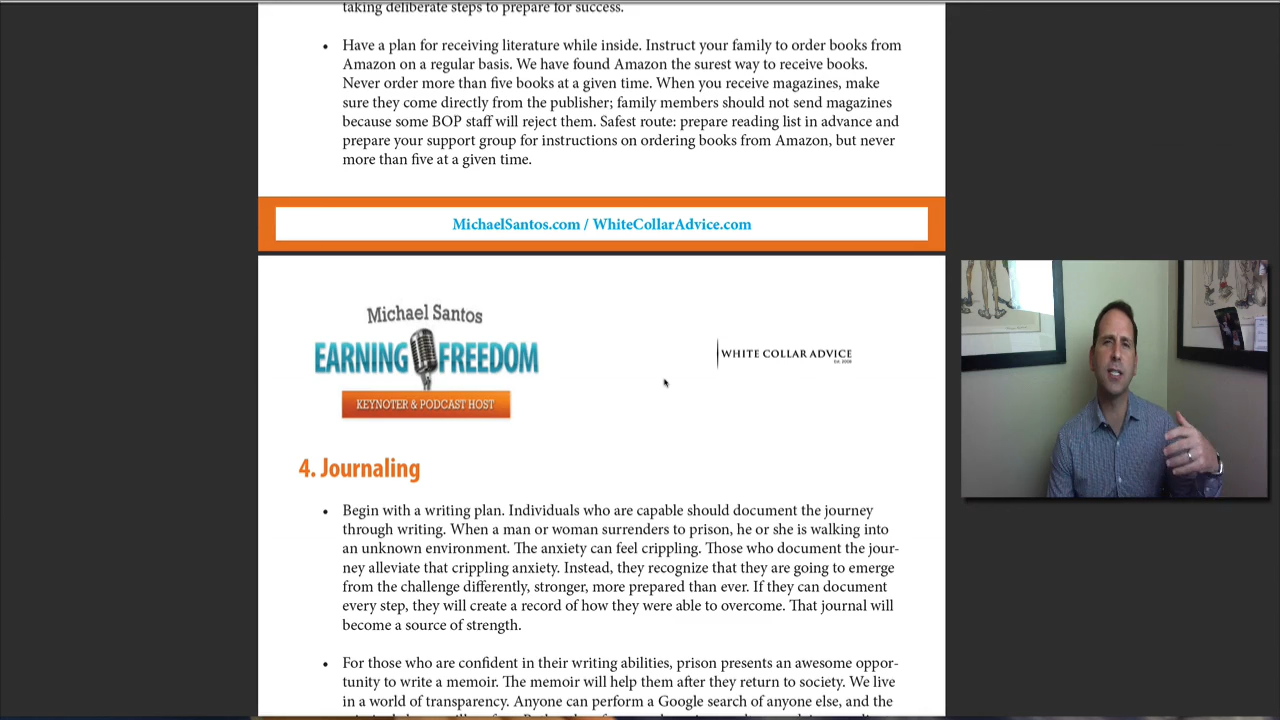 taking deliberate steps to prepare for success.
• Have a plan for receiving literature while inside. Instruct your family to order books from
Amazon on a regular basis. We have found Amazon the surest way to receive books.
Never order more than five books at a given time. When you receive magazines, make
sure they come directly from the publisher; family members should not send magazines
because some BOP staff will reject them. Safest route: prepare reading list in advance and
prepare your support group for instructions on ordering books from Amazon, but never
more than five at a given time.
MichaelSantos.com / WhiteCollarAdvice.com
Michael Santos
EARNING FREEDOM
KEYNOTER & PODCAST HOST
WHITE COLLAR ADVICE
Est. 2008
4. Journaling
• Begin with a writing plan. Individuals who are capable should document the journey
through writing. When a man or woman surrenders to prison, he or she is walking into
an unknown environment. The anxiety can feel crippling. Those who document the jour-
ney alleviate that crippling anxiety. Instead, they recognize that they are going to emerge
from the challenge differently, stronger, more prepared than ever. If they can document
every step, they will create a record of how they were able to overcome. That journal will
become a source of strength.
• For those who are confident in their writing abilities, prison presents an awesome oppor-
tunity to write a memoir. The memoir will help them after they return to society. We live
in a world of transparency. Anyone can perform a Google search of anyone else, and the